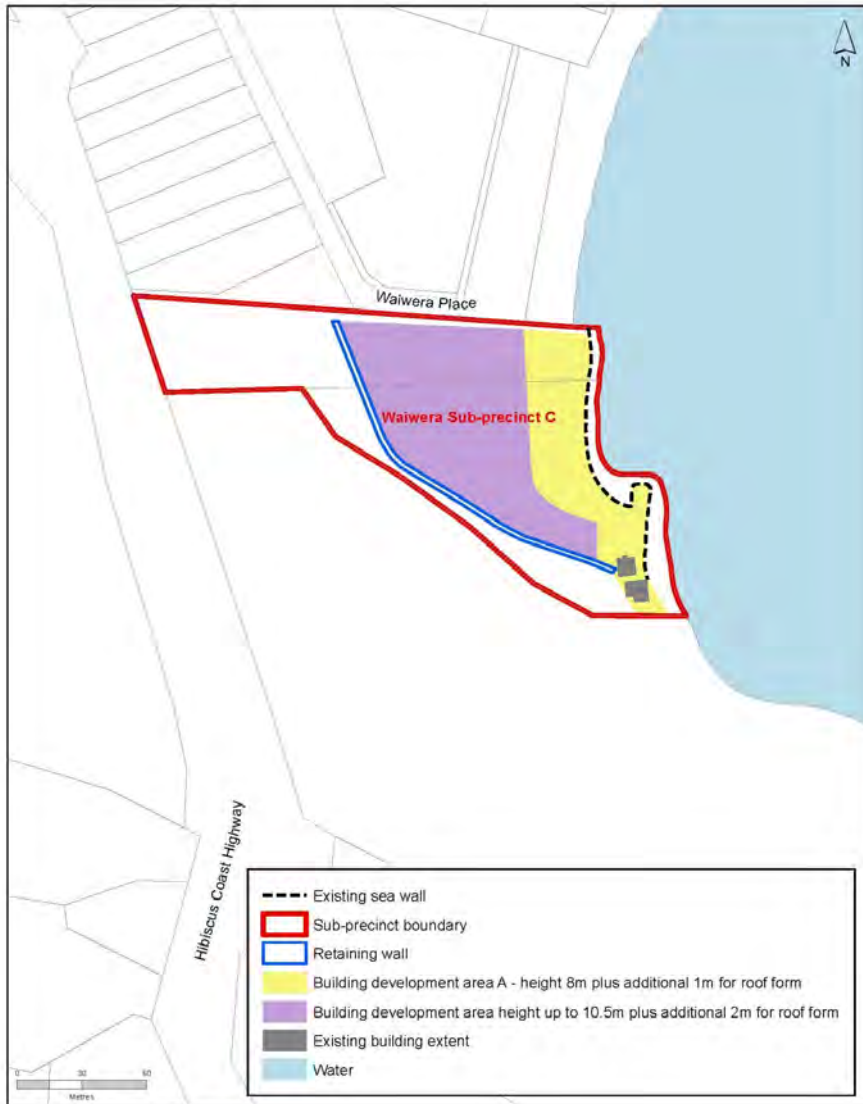 N
Waiwera Place
Waiwera Sub-precinct C
Hibiscus Coast Highway
Existing sea wall
Sub-precinct boundary
Retaining wall
Building development area A - height 8m plus additional 1m for roof form
Building development area height up to 10.5m plus additional 2m for roof form
Existing building extent
Water
0 30 60
Metres